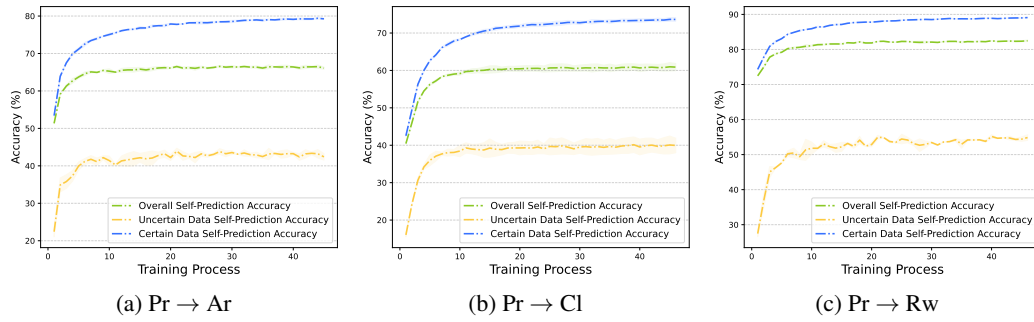 80
70
60
50
40
30
20
Accuracy (%)
Overall Self-Prediction Accuracy
Uncertain Data Self-Prediction Accuracy
Certain Data Self-Prediction Accuracy
0 10 20 30 40
Training Process
(a) Pr → Ar
70
60
50
40
30
20
Accuracy (%)
Overall Self-Prediction Accuracy
Uncertain Data Self-Prediction Accuracy
Certain Data Self-Prediction Accuracy
0 10 20 30 40
Training Process
(b) Pr → Cl
90
80
70
60
50
40
30
Accuracy (%)
Overall Self-Prediction Accuracy
Uncertain Data Self-Prediction Accuracy
Certain Data Self-Prediction Accuracy
0 10 20 30 40
Training Process
(c) Pr → Rw